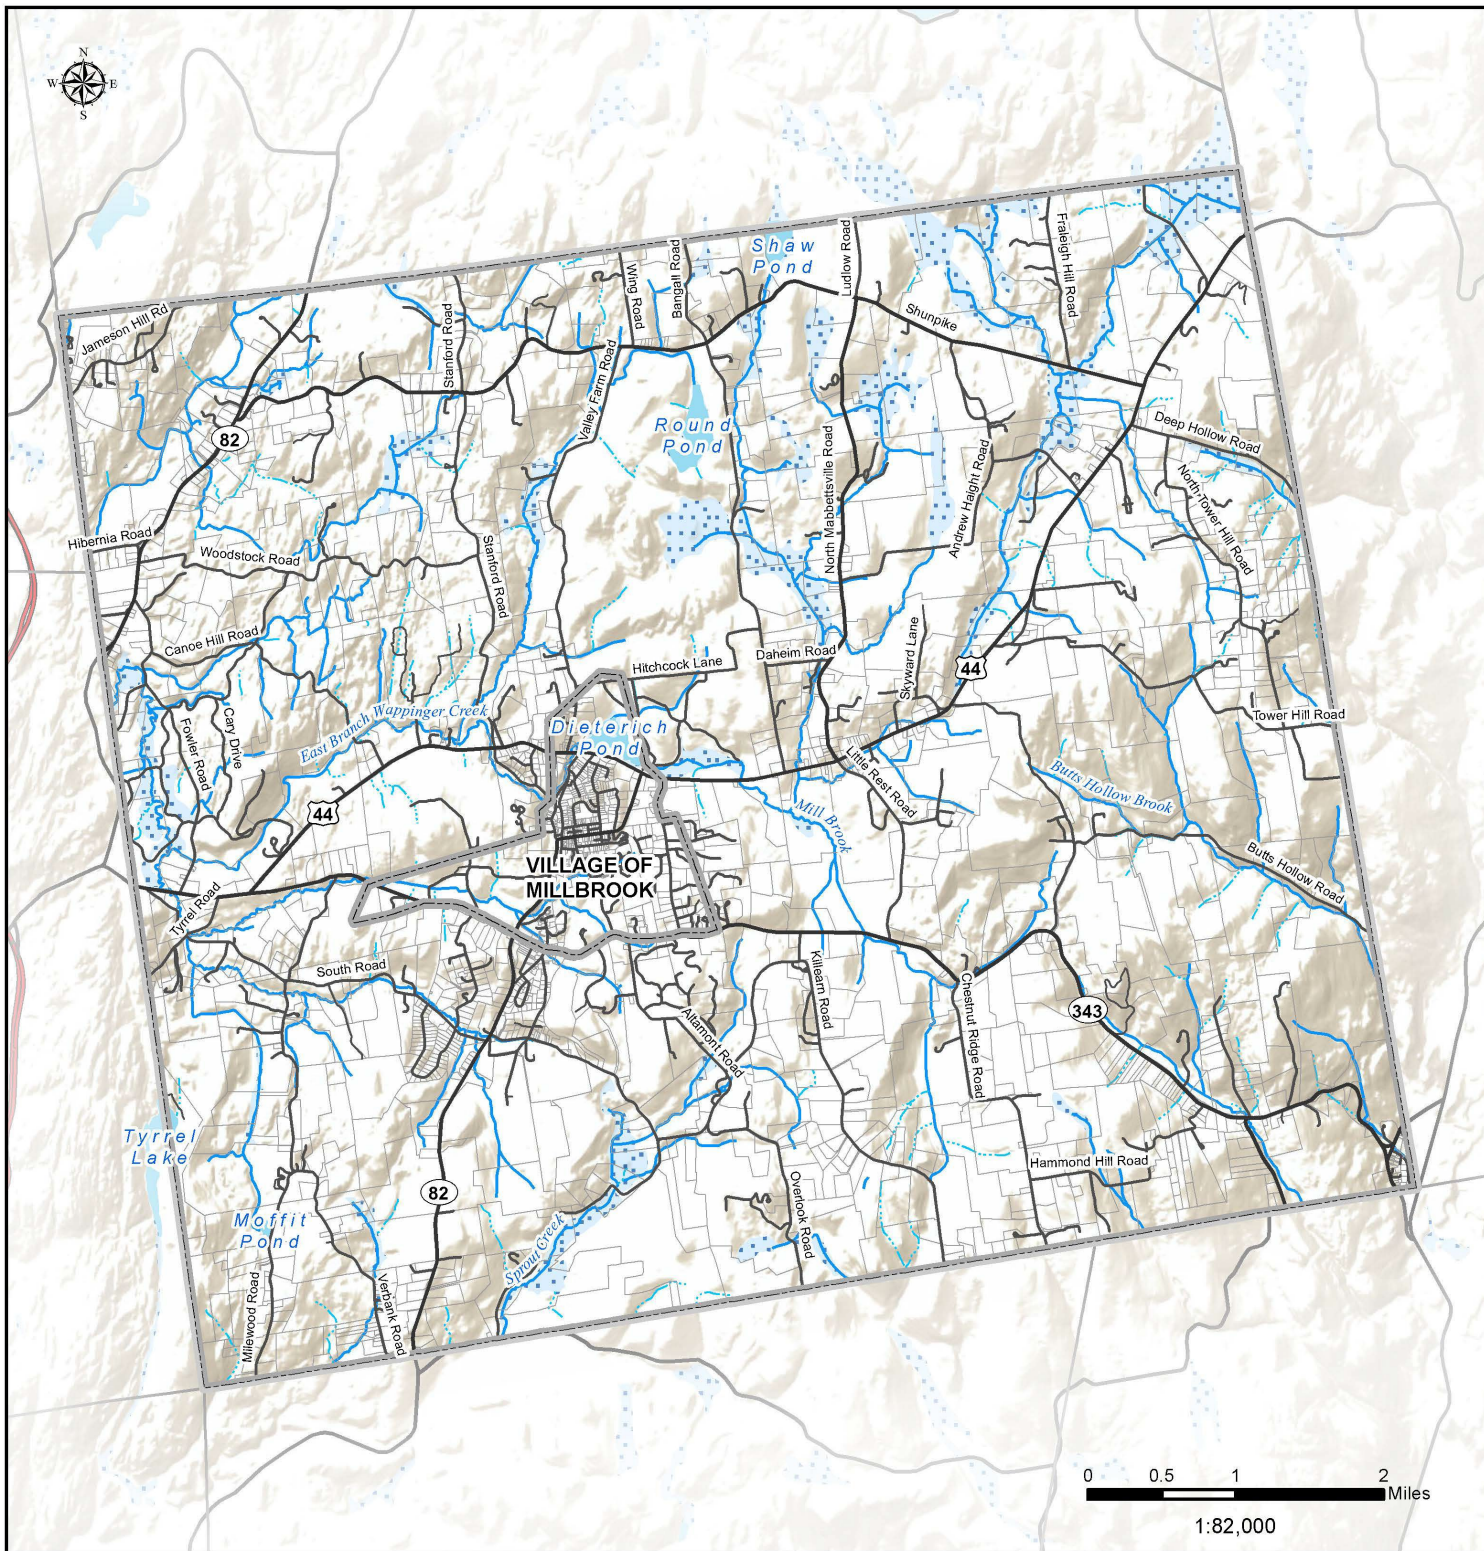 N
W E
S
Shaw
Pond
Ludlow Road
Fraleigh Hill Road
Wing Road
Bangall Road
Jameson Hill Rd
Stanford Road
Shunpike
Valley Farm Road
Round
Pond
82
Deep Hollow Road
North Mabbettsville Road
Andrew Haight Road
North Tower Hill Road
Hibernia Road
Woodstock Road
Stanford Road
Canoe Hill Road
Hitchcock Lane
Daheim Road
Skyward Lane
44
East Branch Wappinger Creek
Cary Drive
Fowler Road
Dieterich
Pond
Tower Hill Road
Little Rest Road
Butts Hollow Brook
44
Mill Brook
VILLAGE OF
MILLBROOK
Butts Hollow Road
Tyrrel Road
South Road
Killearn Road
Chestnut Ridge Road
343
Altamont Road
Tyrrel
Lake
Hammond Hill Road
82
Overlook Road
Moffit
Pond
Sprout Creek
Milewood Road
Verbank Road
0 0.5 1 2
Miles
1:82,000